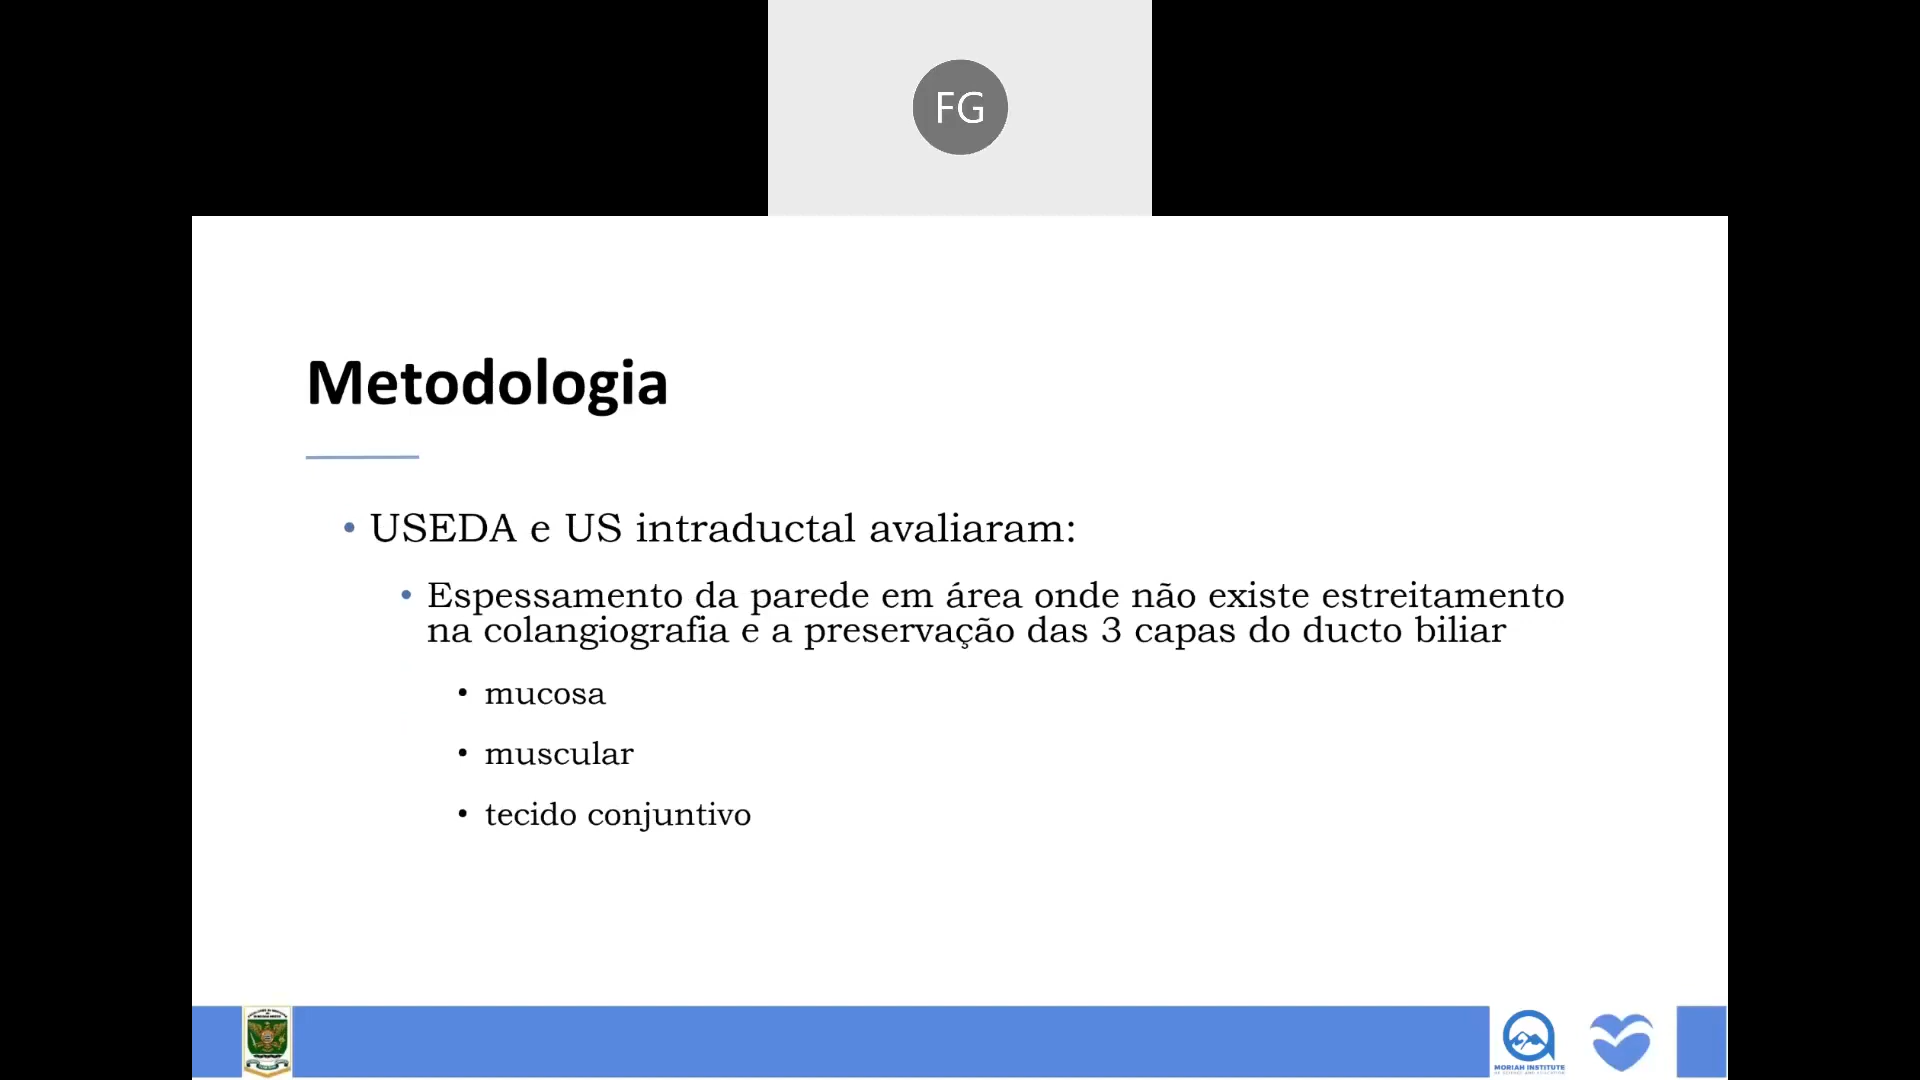 FG
Metodologia
• USEDA e US intraductal avaliaram:
• Espessamento da parede em área onde não existe estreitamento
na colangiografia e a preservação das 3 capas do ducto biliar
• mucosa
• muscular
• tecido conjuntivo
MORIAH INSTITUTE